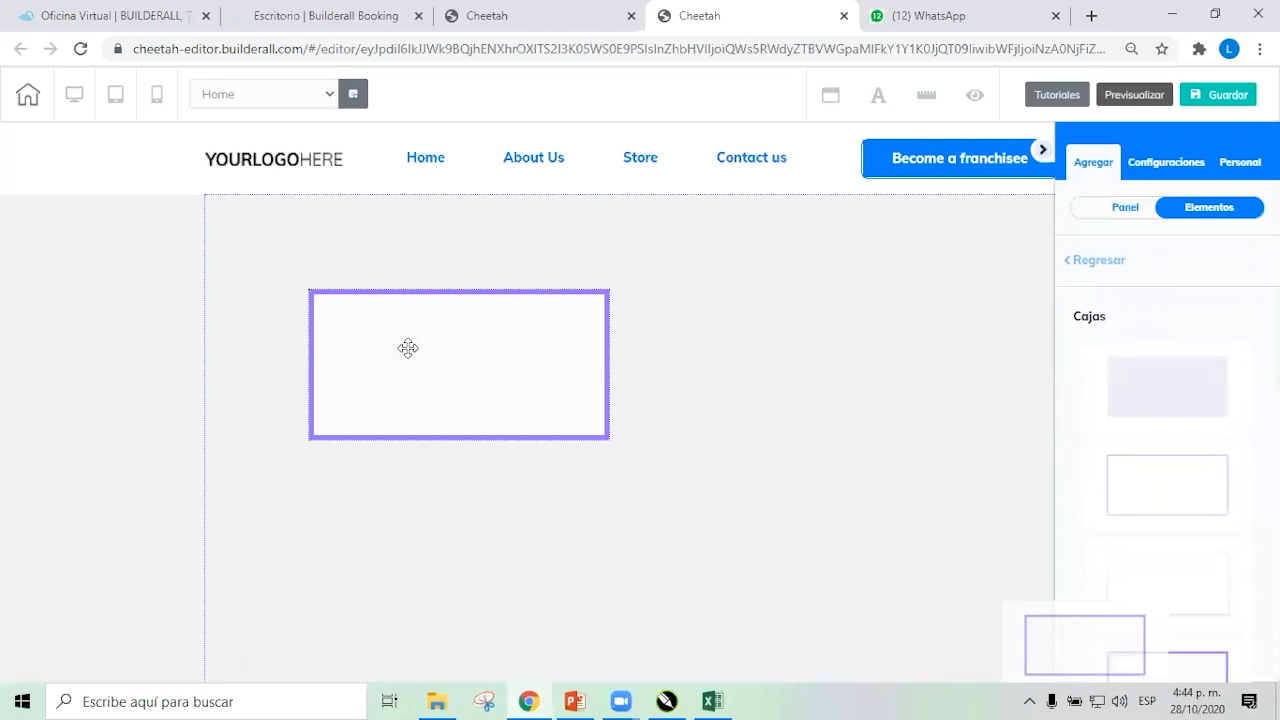 Oficina Virtual | BUILDERALL,
Escritorio | Builderall Booking
Cheetah
Cheetah
(12) WhatsApp
Home
Tutoriales
Previsualizar
Guardar
YOURLOGOHERE
Home
About Us
Store
Contact us
Become a franchisee
Agregar
Configuraciones
Personal
Panel
Elementos
Regresar
Cajas
Escribe aquí para buscar
ESP
4:44 p. m.
28/10/2020